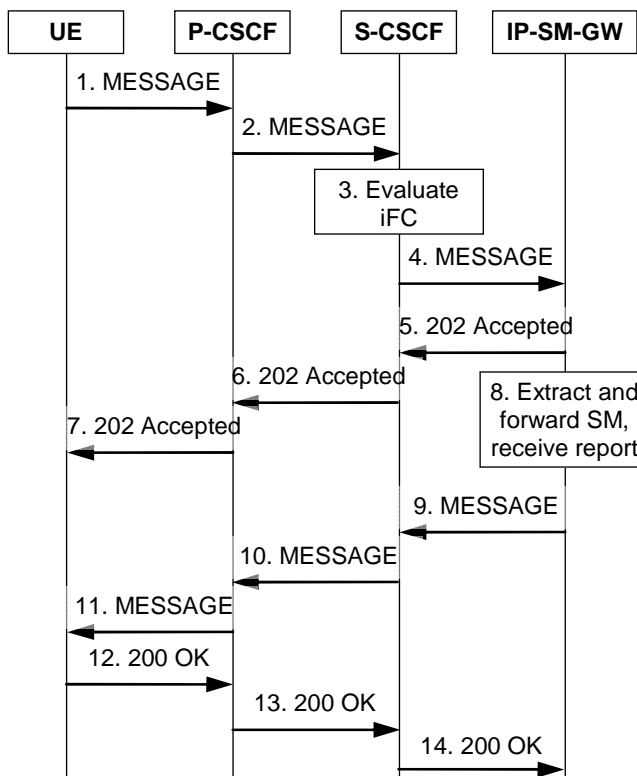 UE P-CSCF S-CSCF IP-SM-GW
1. MESSAGE
2. MESSAGE
3. Evaluate
iFC
4. MESSAGE
5. 202 Accepted
6. 202 Accepted
7. 202 Accepted
8. Extract and
forward SM,
receive report
9. MESSAGE
10. MESSAGE
11. MESSAGE
12. 200 OK
13. 200 OK
14. 200 OK